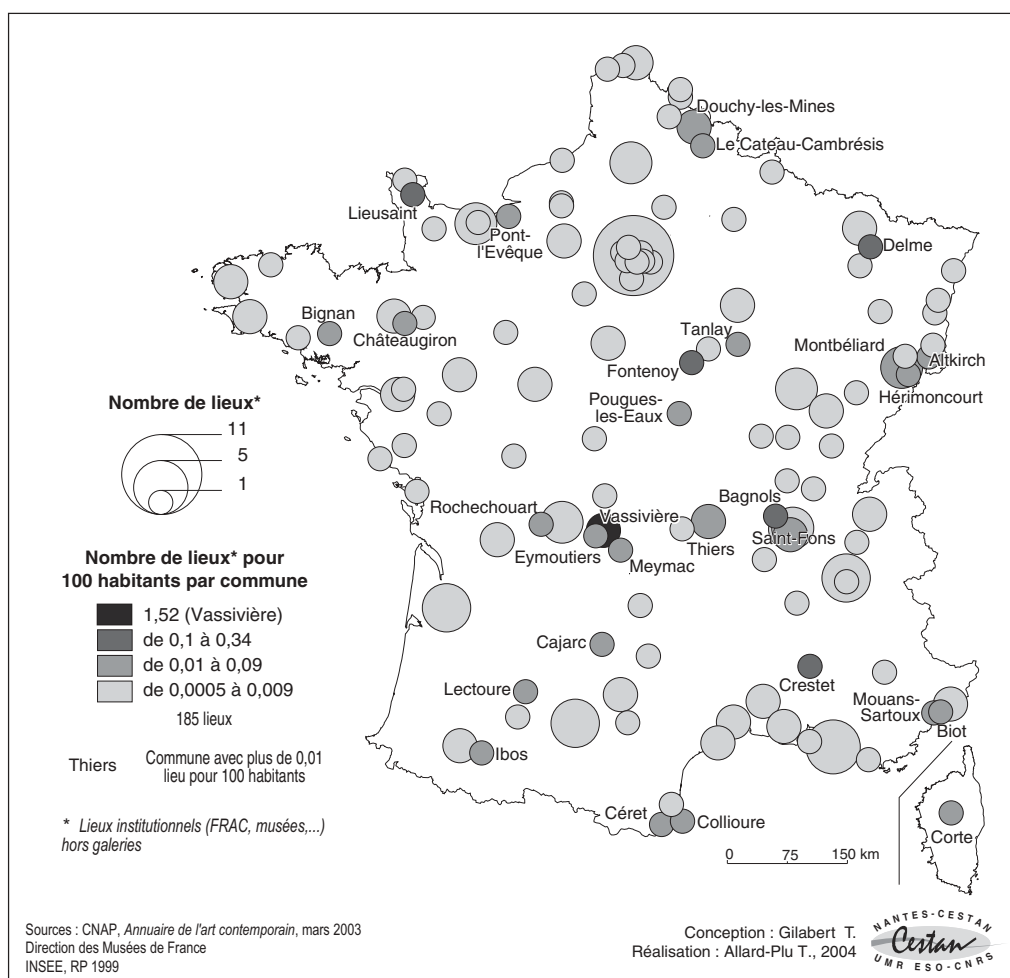 Douchy-les-Mines
Le Cateau-Cambrésis
Lieusaint
Pont-
l'Evêque
Delme
Bignan
Châteaugiron
Tanlay
Fontenoy
Montbéliard
Altkirch
Hérimoncourt
Pougues-
les-Eaux
Nombre de lieux*
11
5
1
Rochechouart
Vassivière
Eymoutiers
Meymac
Thiers
Bagnols
Saint-Fons
Nombre de lieux* pour
100 habitants par commune
1,52 (Vassivière)
de 0,1 à 0,34
de 0,01 à 0,09
de 0,0005 à 0,009
185 lieux
Thiers
Commune avec plus de 0,01
lieu pour 100 habitants
* Lieux institutionnels (FRAC, musées,...)
hors galeries
Cajarc
Lectoure
Ibos
Crestet
Mouans-
Sartoux
Biot
Céret
Collioure
Corte
0 75 150 km
Sources : CNAP, Annuaire de l'art contemporain, mars 2003
Direction des Musées de France
INSEE, RP 1999
Conception : Gilabert T.
Réalisation : Allard-Plu T., 2004
NANTES-CESTAN
Cestan
UMR ESO-CNRS